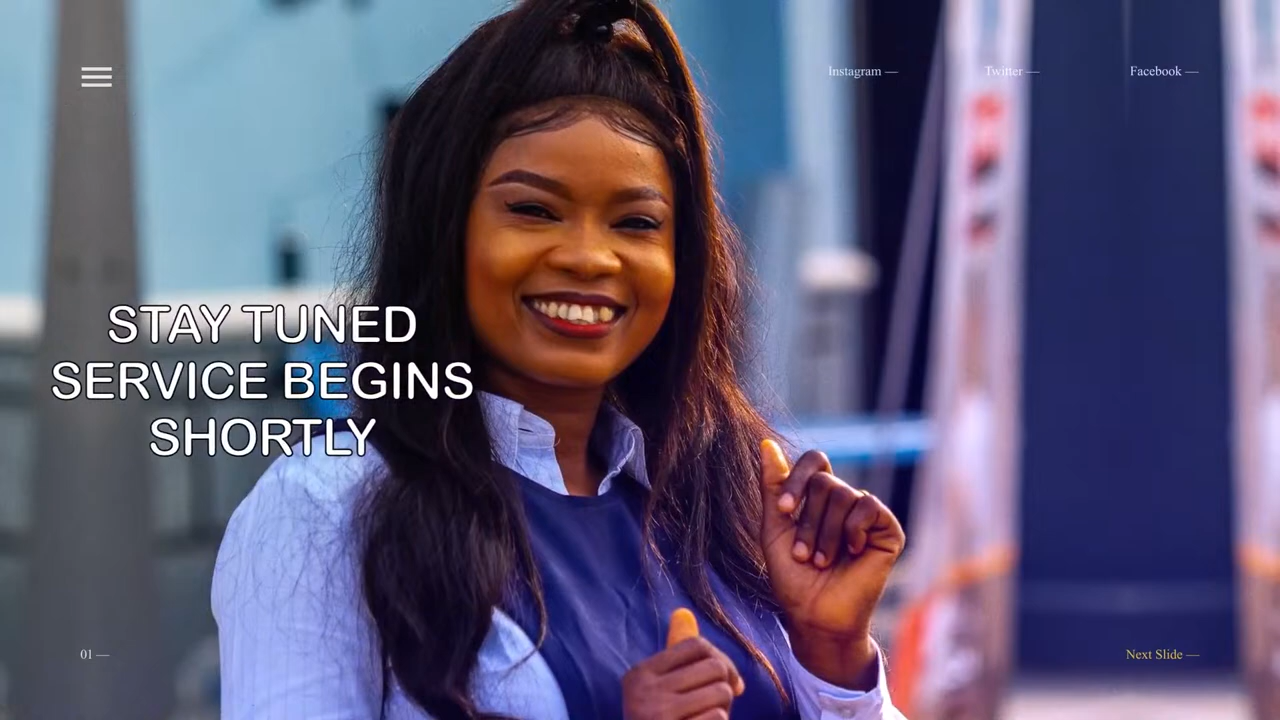 Instagram —
Twitter —
Facebook —
STAY TUNED
SERVICE BEGINS
SHORTLY
01 —
Next Slide —